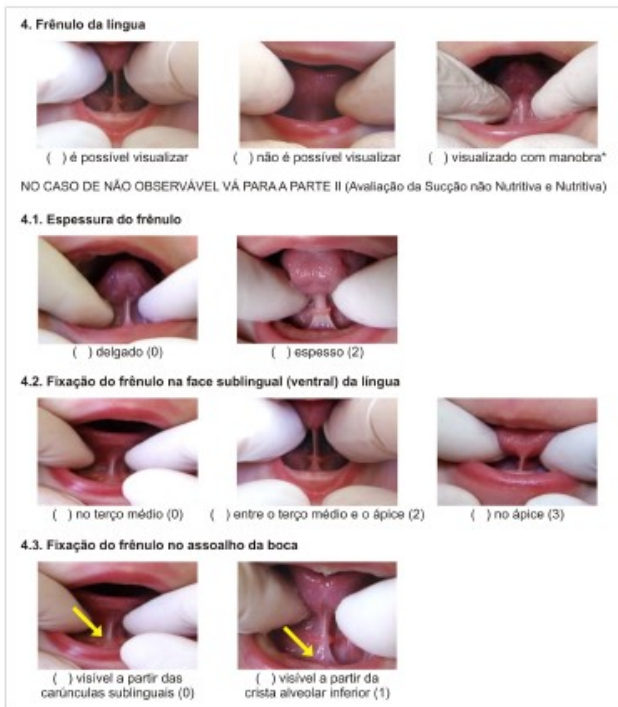 4. Frênulo da língua
( ) é possível visualizar ( ) não é possível visualizar ( ) visualizado com manobra*
NO CASO DE NÃO OBSERVÁVEL VÁ PARA A PARTE II (Avaliação da Sucção não Nutritiva e Nutritiva)
4.1. Espessura do frênulo
( ) delgado (0) ( ) espesso (2)
4.2. Fixação do frênulo na face sublingual (ventral) da língua
( ) no terço médio (0) ( ) entre o terço médio e o ápice (2) ( ) no ápice (3)
4.3. Fixação do frênulo no assoalho da boca
( ) visível a partir das
carúnculas sublinguais (0)
( ) visível a partir da
crista alveolar inferior (1)